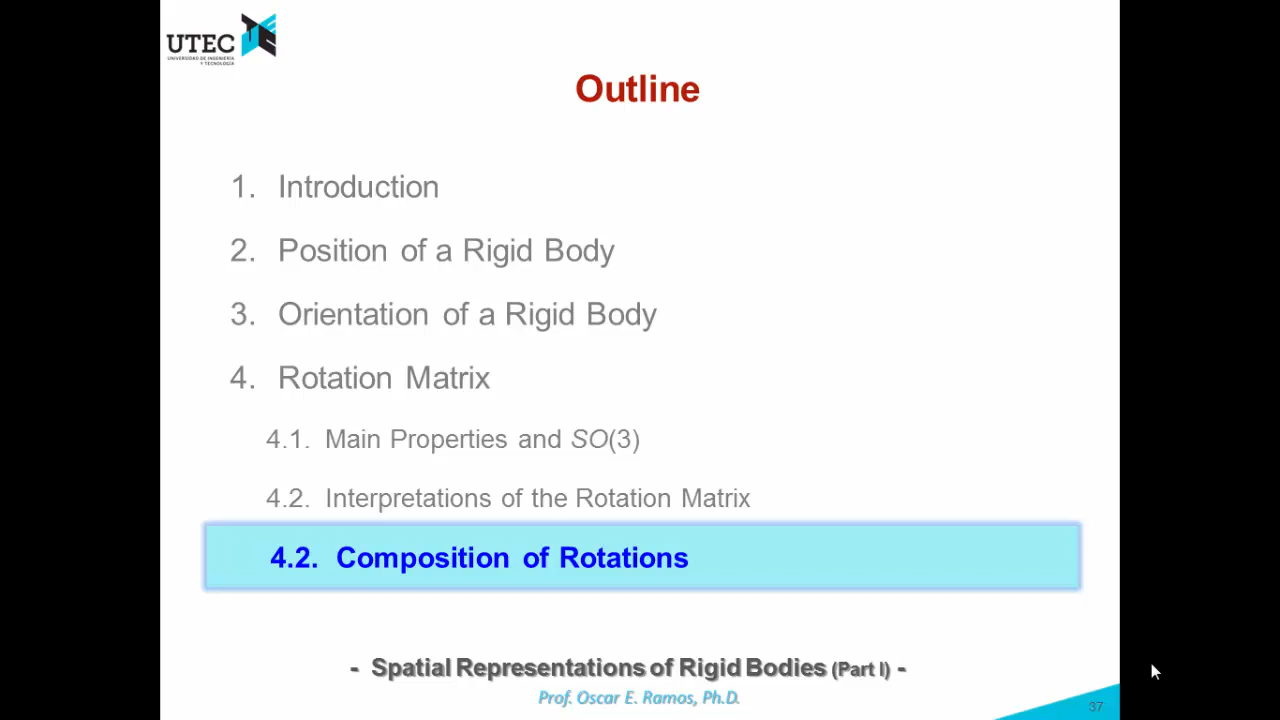 UTEC
UNIVERSIDAD DE INGENIERÍA
Y TECNOLOGÍA
Outline
1. Introduction
2. Position of a Rigid Body
3. Orientation of a Rigid Body
4. Rotation Matrix
4.1. Main Properties and SO(3)
4.2. Interpretations of the Rotation Matrix
4.2. Composition of Rotations
- Spatial Representations of Rigid Bodies (Part I) -
Prof. Oscar E. Ramos, Ph.D.
37